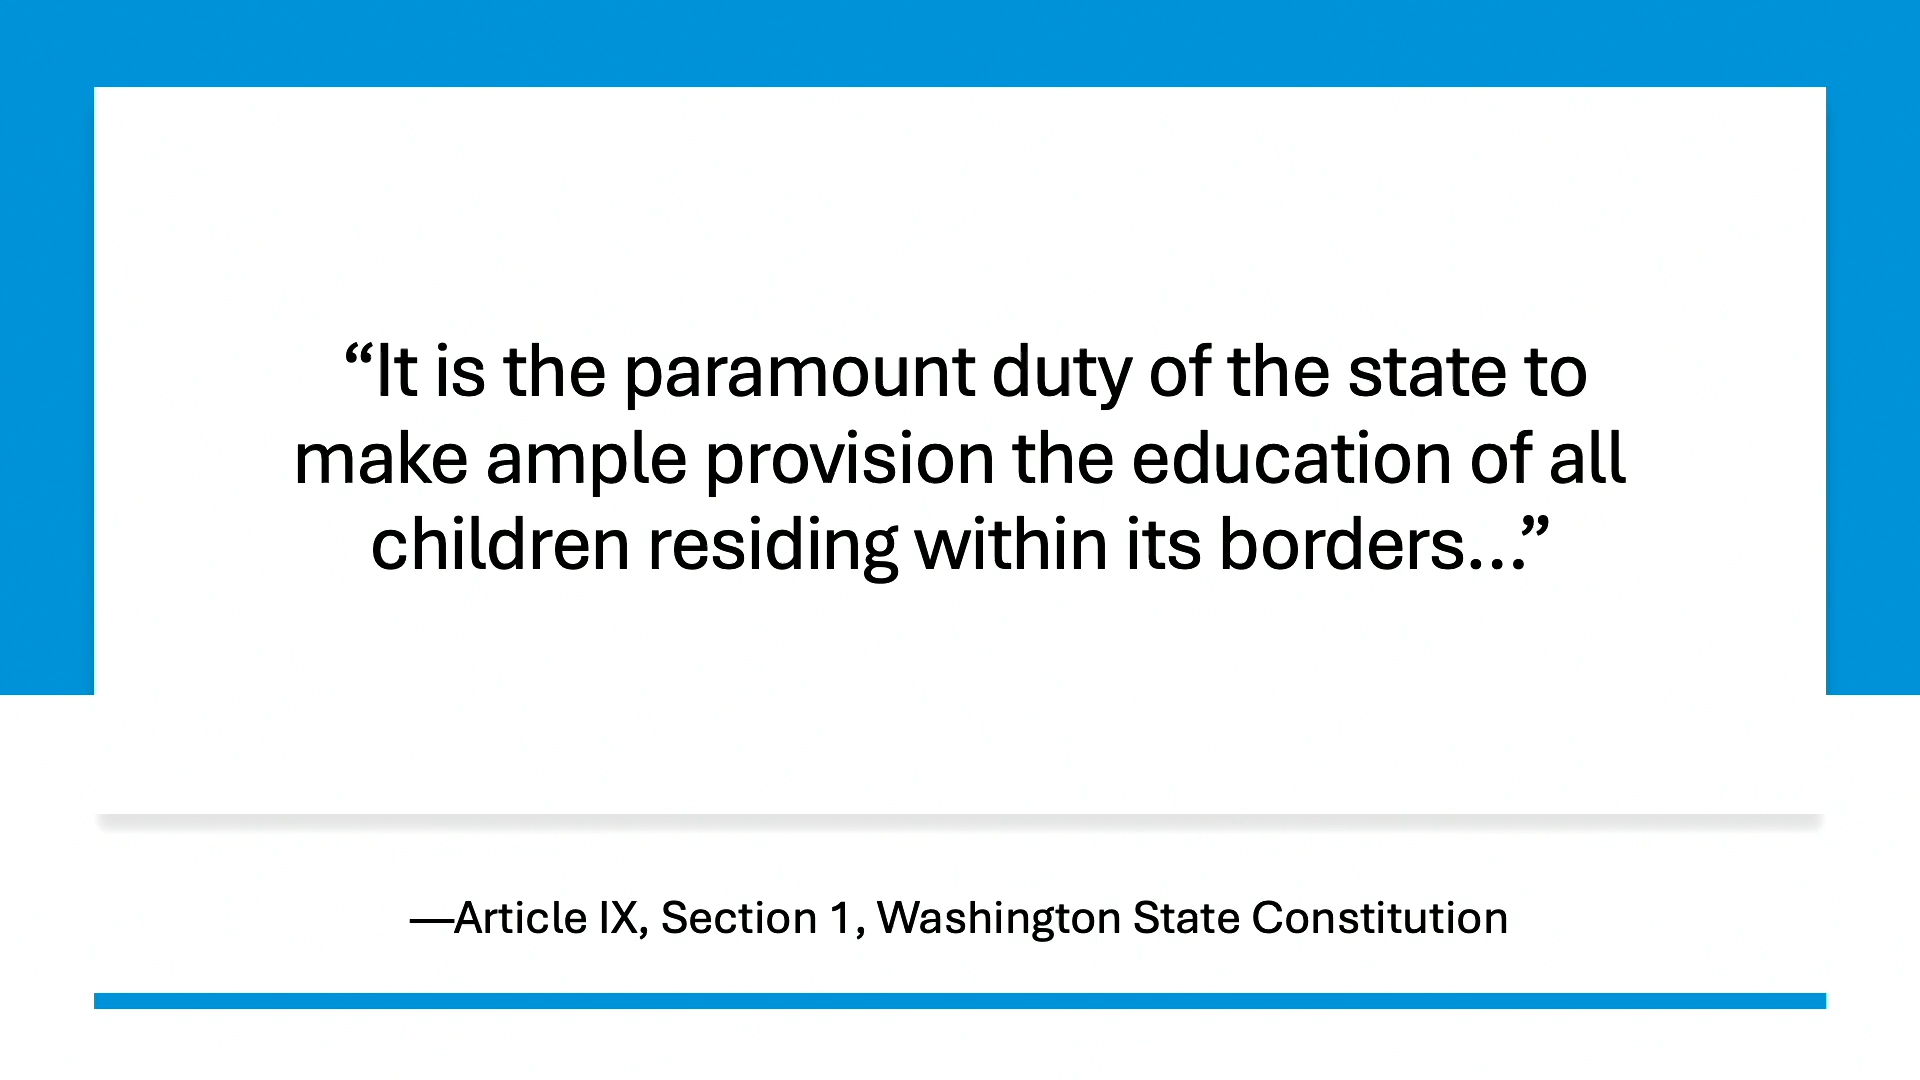 “It is the paramount duty of the state to
make ample provision the education of all
children residing within its borders…”
—Article IX, Section 1, Washington State Constitution